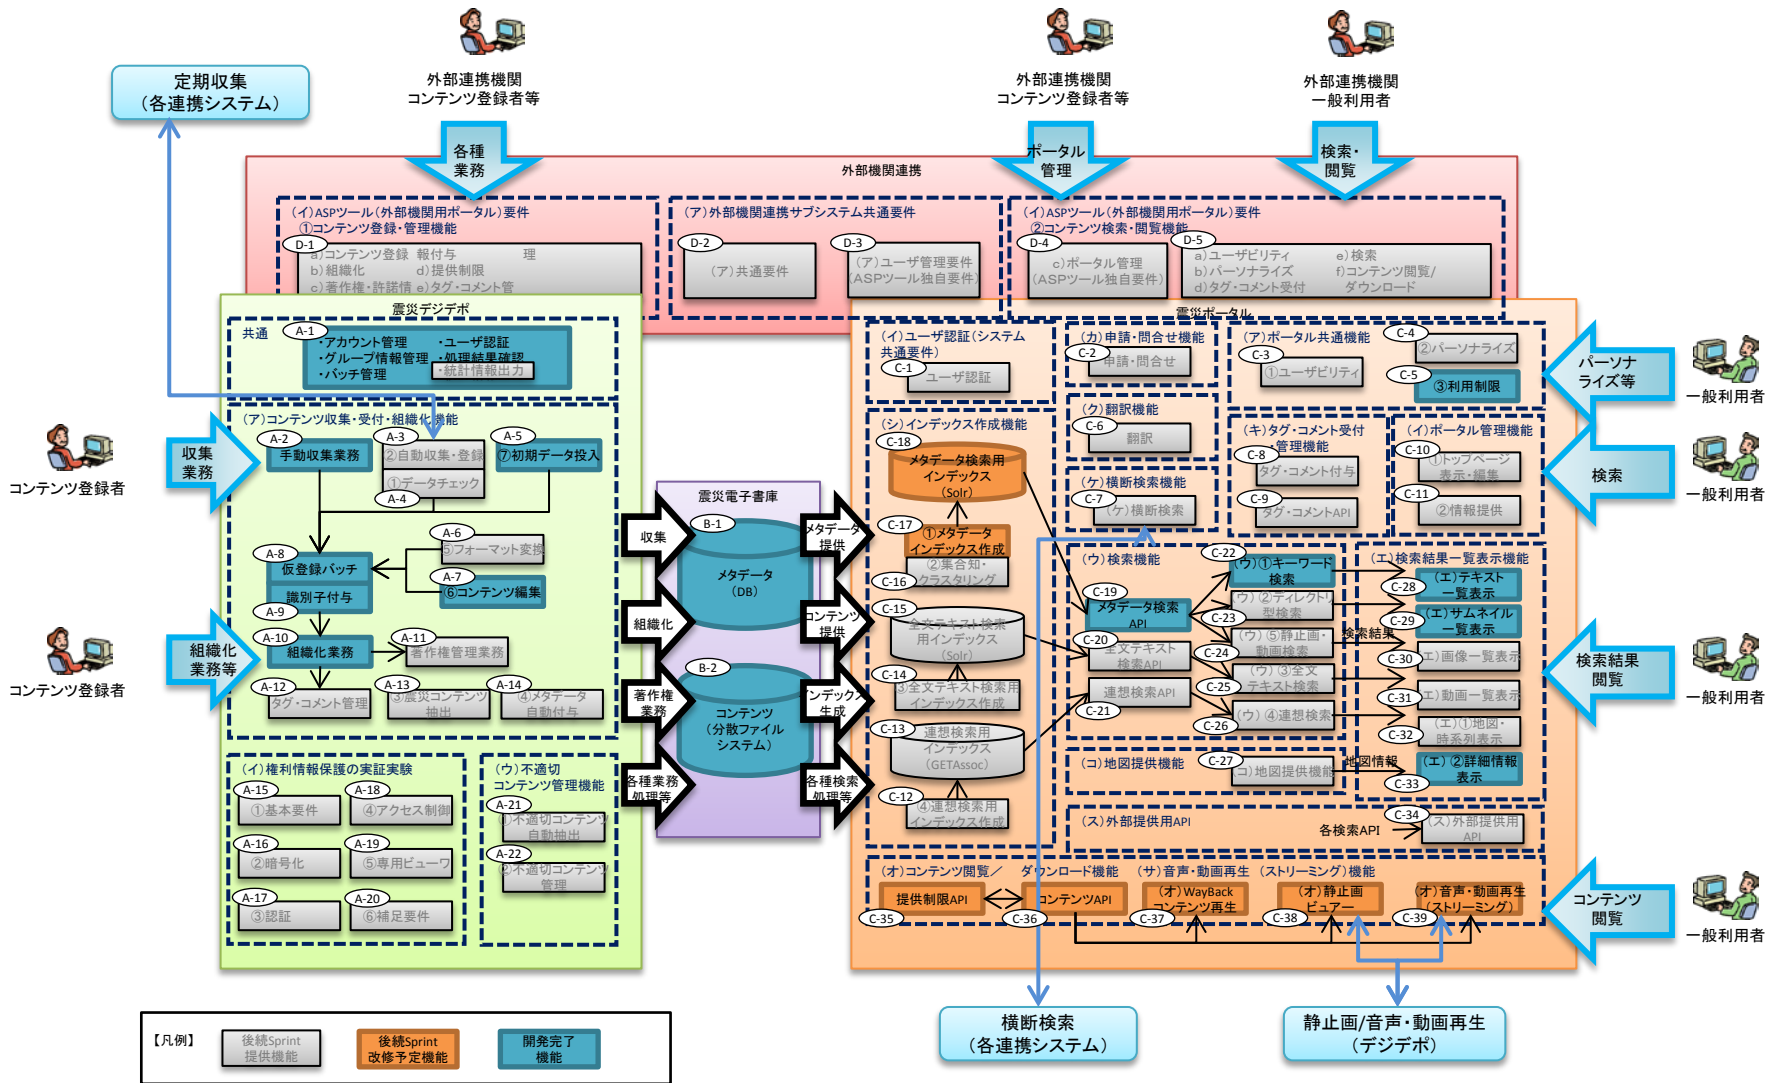 定期収集
（各連携システム）
外部連携機関
コンテンツ登録者等
外部連携機関
コンテンツ登録者等
外部連携機関
一般利用者
各種
業務
ポータル
管理
検索・
閲覧
外部機関連携
（イ）ASPツール（外部機関用ポータル）要件
①コンテンツ登録・管理機能
D-1
a）コンテンツ登録 報付与 理
b）組織化 d）提供制限
c）著作権・許諾情 e）タグ・コメント管
（ア）外部機関連携サブシステム共通要件
D-2
（ア）共通要件
D-3
（ア）ユーザ管理要件
（ASPツール独自要件）
（イ）ASPツール（外部機関用ポータル）要件
②コンテンツ検索・閲覧機能
D-4
c）ポータル管理
（ASPツール独自要件）
D-5
a）ユーザビリティ e）検索
b）パーソナライズ f）コンテンツ閲覧/
d）タグ・コメント受付 ダウンロード
震災デジデポ
共通
A-1
・アカウント管理 ・ユーザ認証
・グループ情報管理 ・処理結果確認
・バッチ管理 ・統計情報出力
（ア）コンテンツ収集・受付・組織化機能
A-2
手動収集業務
A-3
②自動収集・登録
①データチェック
A-4
A-5
⑦初期データ投入
A-6
⑤フォーマット変換
A-7
⑥コンテンツ編集
A-8
仮登録バッチ
識別子付与
A-9
A-10
組織化業務
A-11
著作権管理業務
A-12
タグ・コメント管理
A-13
③震災コンテンツ
抽出
A-14
④メタデータ
自動付与
（イ）権利情報保護の実証実験
A-15
①基本要件
A-18
④アクセス制御
A-16
②暗号化
A-19
⑤専用ビューワ
A-17
③認証
A-20
⑥補足要件
（ウ）不適切
コンテンツ管理機能
A-21
①不適切コンテンツ
自動抽出
A-22
②不適切コンテンツ
管理
コンテンツ登録者
収集
業務
コンテンツ登録者
組織化
業務等
収集
組織化
著作権
業務
各種業務
処理等
震災電子書庫
B-1
メタデータ
（DB）
B-2
コンテンツ
（分散ファイル
システム）
メタデータ
提供
コンテンツ
提供
インデックス
生成
各種検索
処理等
震災ポータル
（イ）ユーザ認証（システム
共通要件）
C-1
ユーザ認証
（カ）申請・問合せ機能
C-2
申請・問合せ
（ア）ポータル共通機能
C-3
①ユーザビリティ
C-4
②パーソナライズ
C-5
③利用制限
（ク）翻訳機能
C-6
翻訳
（ケ）横断検索機能
C-7
（ケ）横断検索
（キ）タグ・コメント受付
・管理機能
C-8
タグ・コメント付与
C-9
タグ・コメントAPI
（イ）ポータル管理機能
C-10
①トップページ
表示・編集
C-11
②情報提供
（シ）インデックス作成機能
C-18
メタデータ検索用
インデックス
（Solr）
C-17
①メタデータ
インデックス作成
②集合知・
クラスタリング
C-16
C-15
全文テキスト検索
用インデックス
（Solr）
C-14
③全文テキスト検索用
インデックス作成
C-13
連想検索用
インデックス
（GETAssoc）
C-12
④連想検索用
インデックス作成
（ウ）検索機能
C-19
メタデータ検索
API
C-20
全文テキスト
検索API
連想検索API
C-21
C-22
（ウ）①キーワード
検索
（ウ）②ディレクトリ
型検索
C-23
（ウ）⑤静止画・
動画検索
C-24
（ウ）③全文
テキスト検索
C-25
（ウ）④連想検索
C-26
検索結果
（エ）検索結果一覧表示機能
C-28
（エ）テキスト
一覧表示
C-29
（エ）サムネイル
一覧表示
C-30
エ）画像一覧表示
C-31
エ）動画一覧表示
C-32
（エ）①地図・
時系列表示
（エ）②詳細情報
表示
C-33
（コ）地図提供機能
C-27
（コ）地図提供機能
地図情報
（ス）外部提供用API
各検索API
C-34
（ス）外部提供用
API
（オ）コンテンツ閲覧／ ダウンロード機能 （サ）音声・動画再生 （ストリーミング）機能
提供制限API
C-35
コンテンツAPI
C-36
（オ）WayBack
コンテンツ再生
C-37
（オ）静止画
ビュアー
C-38
（オ）音声・動画再生
（ストリーミング）
C-39
パーソナ
ライズ等
一般利用者
検索
一般利用者
検索結果
閲覧
一般利用者
コンテンツ
閲覧
一般利用者
横断検索
（各連携システム）
静止画/音声・動画再生
（デジデポ）
【凡例】
後続Sprint
提供機能
後続Sprint
改修予定機能
開発完了
機能